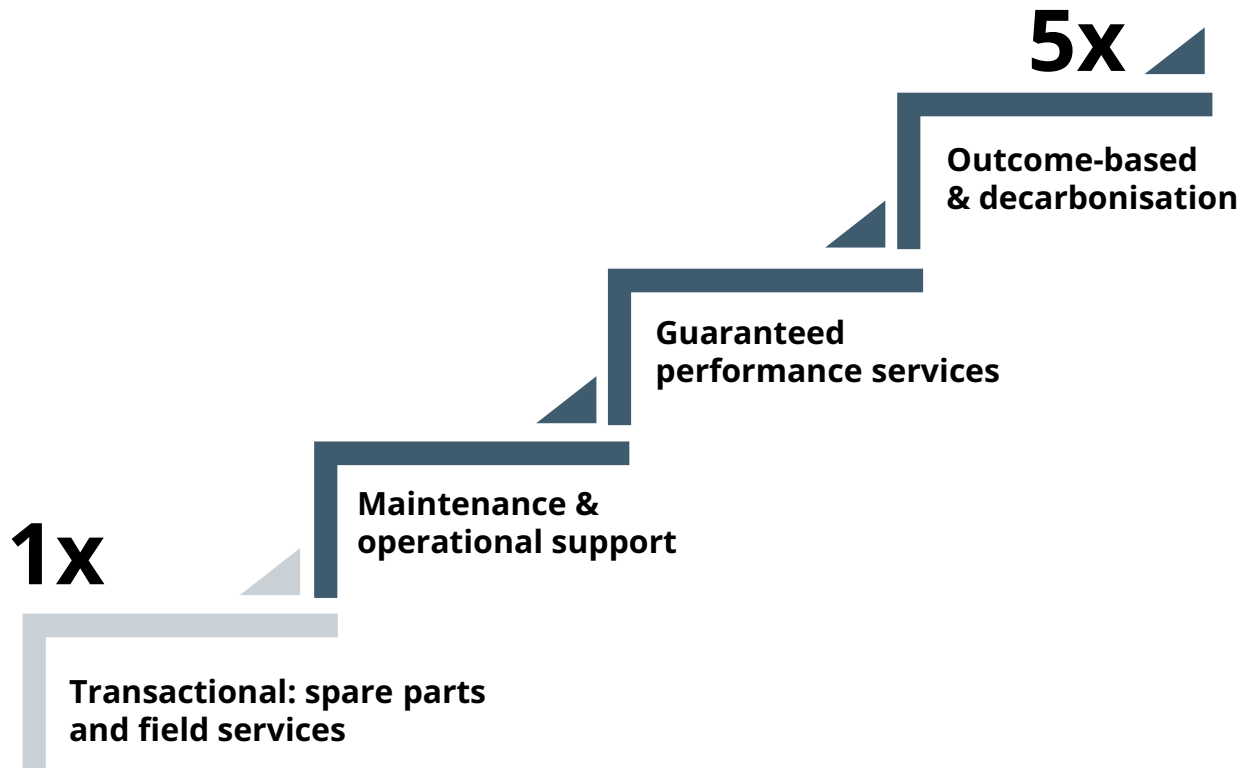 5x
Outcome-based
& decarbonisation
Guaranteed
performance services
Maintenance &
operational support
1x
Transactional: spare parts
and field services